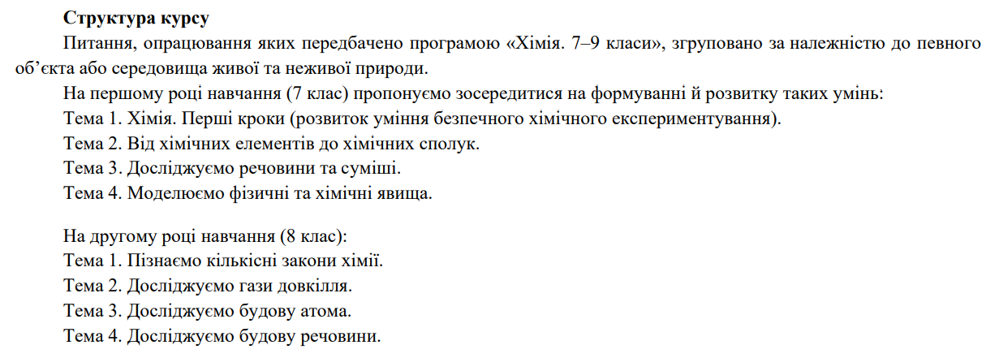 Структура курсу
Питання, опрацювання яких передбачено програмою «Хімія. 7–9 класи», згруповано за належністю до певного
об’єкта або середовища живої та неживої природи.
На першому році навчання (7 клас) пропонуємо зосередитися на формуванні й розвитку таких умінь:
Тема 1. Хімія. Перші кроки (розвиток уміння безпечного хімічного експериментування).
Тема 2. Від хімічних елементів до хімічних сполук.
Тема 3. Досліджуємо речовини та суміші.
Тема 4. Моделюємо фізичні та хімічні явища.
На другому році навчання (8 клас):
Тема 1. Пізнаємо кількісні закони хімії.
Тема 2. Досліджуємо гази довкілля.
Тема 3. Досліджуємо будову атома.
Тема 4. Досліджуємо будову речовини.